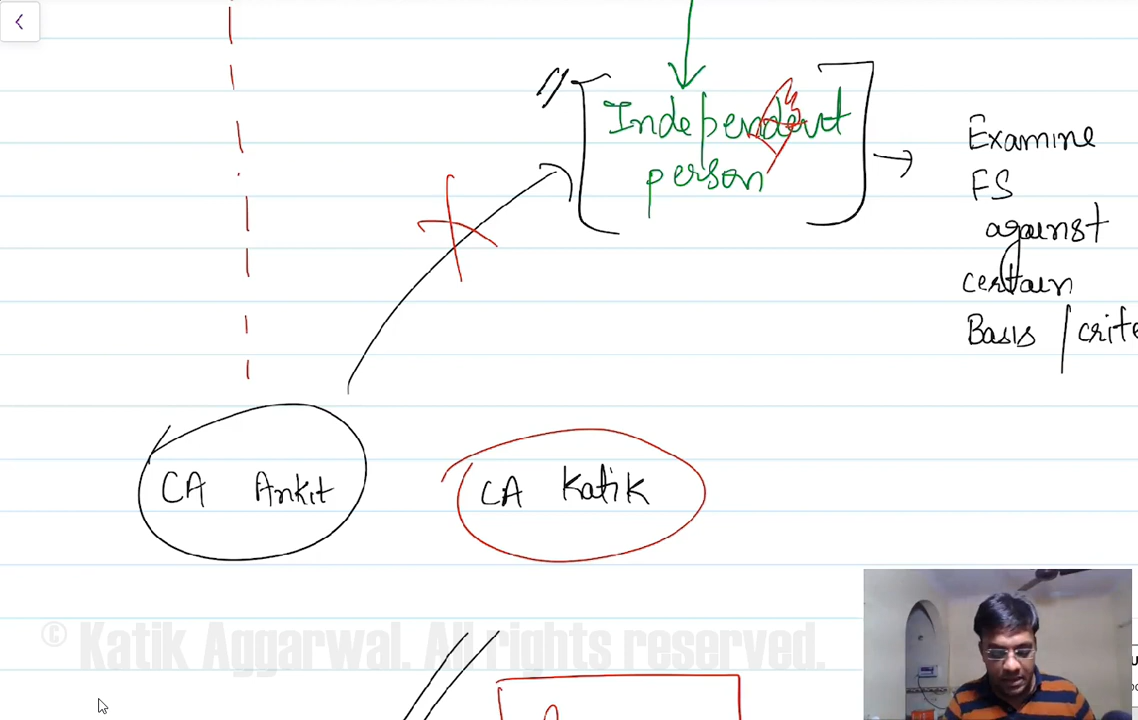 Independent
person
Examine
FS
against
certain
Basis / crite
CA Ankit
CA Katik
© Katik Aggarwal. All rights reserved.